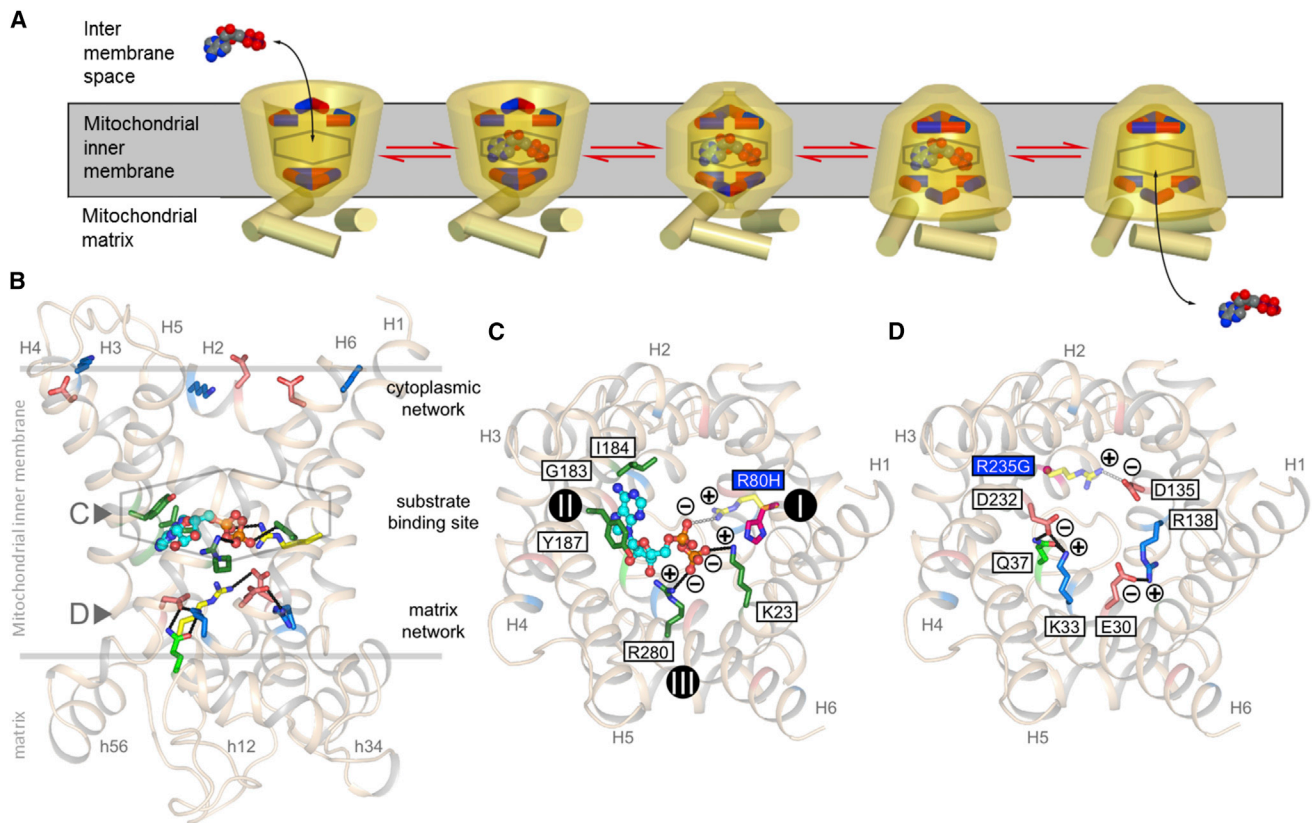 A
Inter
membrane
space
Mitochondrial
inner
membrane
Mitochondrial
matrix
B
H4
H3
H5
H2
H6
H1
cytoplasmic
network
Mitochondrial inner membrane
C
substrate
binding site
D
matrix
network
matrix
h56
h12
h34
C
H2
H3
I184
G183
R80H
H1
II
I
Y187
+
−
+
−
+
−
K23
H4
R280
III
H5
H6
D
H2
H3
R235G
+
−
H1
D232
D135
R138
Q37
−
+
−
+
H4
K33
E30
H5
H6